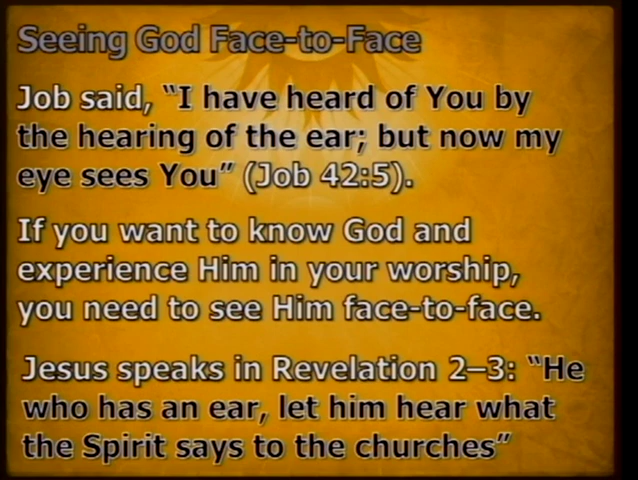 Seeing God Face-to-Face
Job said, “I have heard of You by
the hearing of the ear; but now my
eye sees You” (Job 42:5).
If you want to know God and
experience Him in your worship,
you need to see Him face-to-face.
Jesus speaks in Revelation 2–3: “He
who has an ear, let him hear what
the Spirit says to the churches”